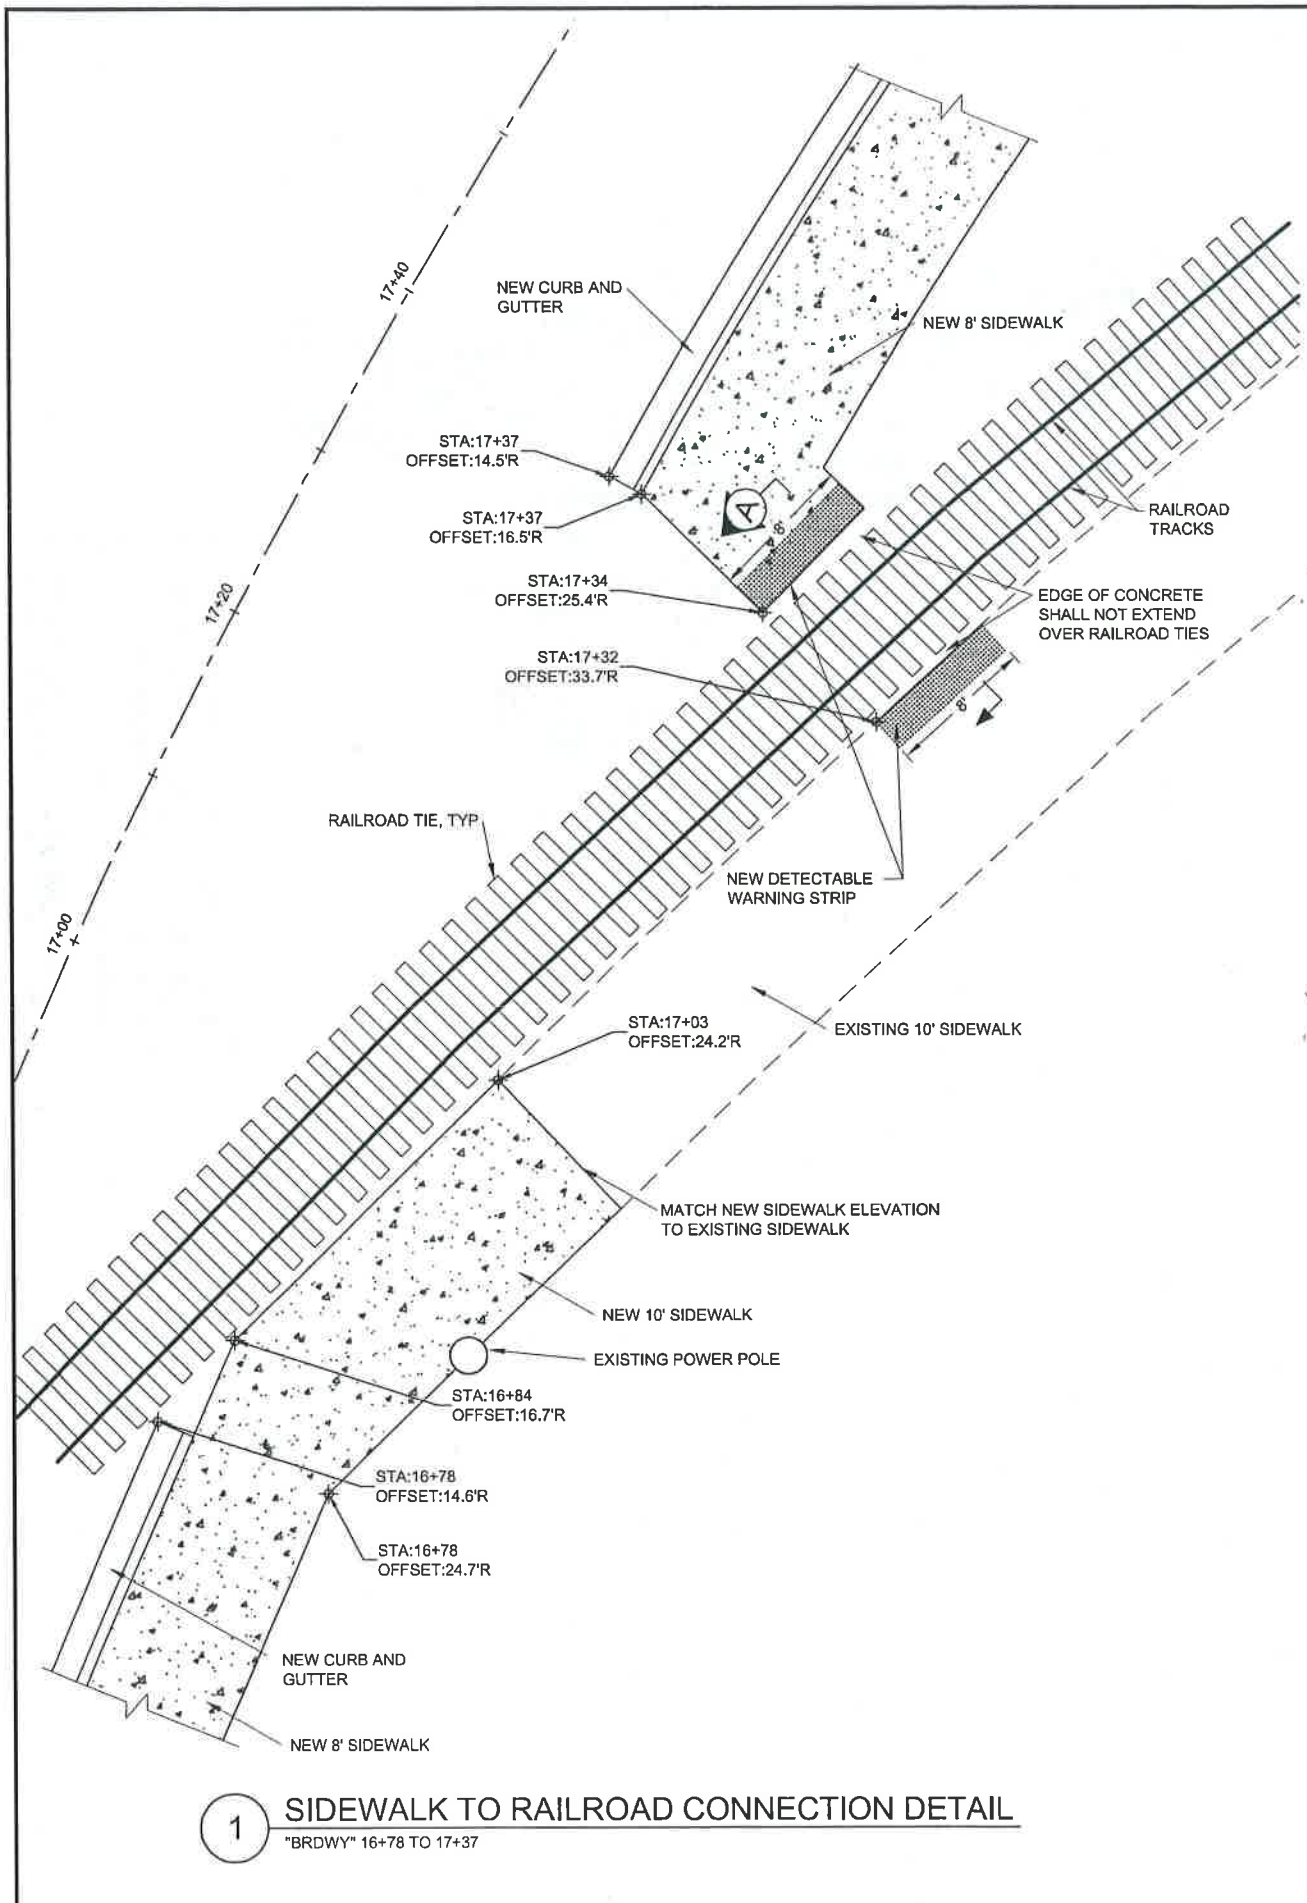 17+40
NEW CURB AND
GUTTER
NEW 8' SIDEWALK
STA:17+37
OFFSET:14.5'R
STA:17+37
OFFSET:16.5'R
A
8'
RAILROAD
TRACKS
17+20
STA:17+34
OFFSET:25.4'R
EDGE OF CONCRETE
SHALL NOT EXTEND
OVER RAILROAD TIES
STA:17+32
OFFSET:33.7'R
8'
RAILROAD TIE, TYP
NEW DETECTABLE
WARNING STRIP
17+00
STA:17+03
OFFSET:24.2'R
EXISTING 10' SIDEWALK
MATCH NEW SIDEWALK ELEVATION
TO EXISTING SIDEWALK
NEW 10' SIDEWALK
EXISTING POWER POLE
STA:16+84
OFFSET:16.7'R
STA:16+78
OFFSET:14.6'R
STA:16+78
OFFSET:24.7'R
NEW CURB AND
GUTTER
NEW 8' SIDEWALK
1
SIDEWALK TO RAILROAD CONNECTION DETAIL
"BRDWY" 16+78 TO 17+37